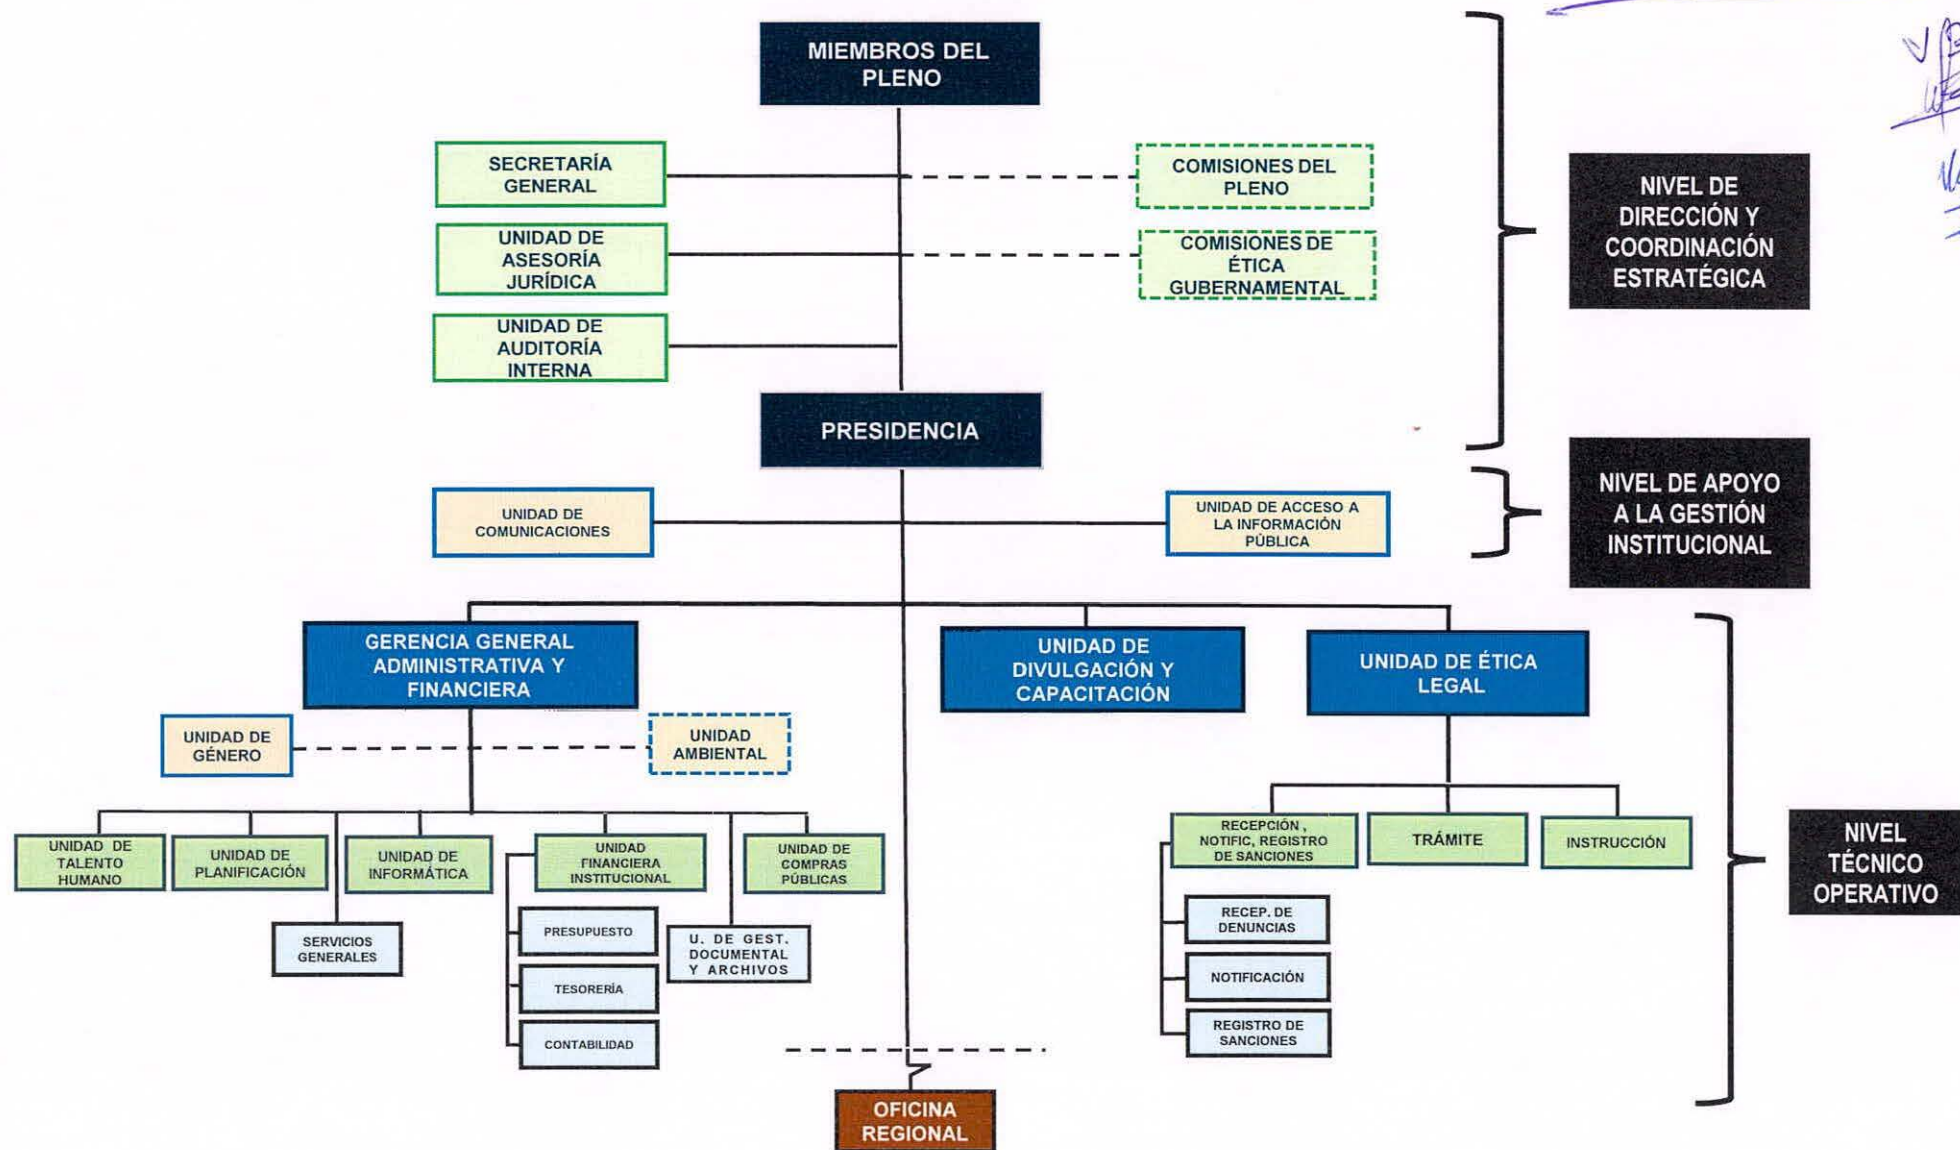 MIEMBROS DEL
PLENO
SECRETARÍA
GENERAL
COMISIONES DEL
PLENO
UNIDAD DE
ASESORÍA
JURÍDICA
COMISIONES DE
ÉTICA
GUBERNAMENTAL
UNIDAD DE
AUDITORÍA
INTERNA
NIVEL DE
DIRECCIÓN Y
COORDINACIÓN
ESTRATÉGICA
PRESIDENCIA
UNIDAD DE
COMUNICACIONES
UNIDAD DE ACCESO A
LA INFORMACIÓN
PÚBLICA
NIVEL DE APOYO
A LA GESTIÓN
INSTITUCIONAL
GERENCIA GENERAL
ADMINISTRATIVA Y
FINANCIERA
UNIDAD DE
DIVULGACIÓN Y
CAPACITACIÓN
UNIDAD DE ÉTICA
LEGAL
UNIDAD DE
GÉNERO
UNIDAD
AMBIENTAL
UNIDAD DE
TALENTO
HUMANO
UNIDAD DE
PLANIFICACIÓN
UNIDAD DE
INFORMÁTICA
UNIDAD
FINANCIERA
INSTITUCIONAL
UNIDAD DE
COMPRAS
PÚBLICAS
RECEPCIÓN ,
NOTIFIC, REGISTRO
DE SANCIONES
TRÁMITE
INSTRUCCIÓN
NIVEL
TÉCNICO
OPERATIVO
SERVICIOS
GENERALES
PRESUPUESTO
TESORERÍA
CONTABILIDAD
U. DE GEST.
DOCUMENTAL
Y ARCHIVOS
RECEP. DE
DENUNCIAS
NOTIFICACIÓN
REGISTRO DE
SANCIONES
OFICINA
REGIONAL